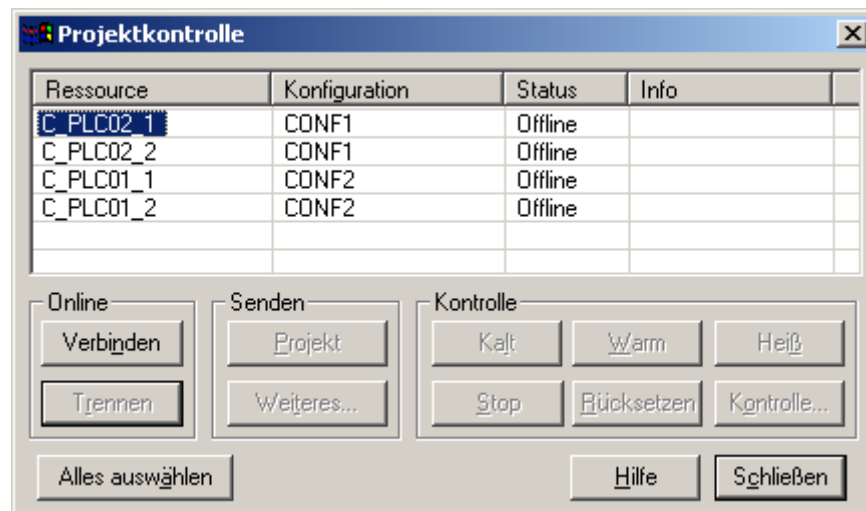 Projektkontrolle
Ressource Konfiguration Status Info
C_PLC02_1 CONF1 Offline
C_PLC02_2 CONF1 Offline
C_PLC01_1 CONF2 Offline
C_PLC01_2 CONF2 Offline
Online Senden Kontrolle
Verbinden Projekt Kalt Warm Heiß
Trennen Weiteres... Stop Rücksetzen Kontrolle...
Alles auswählen Hilfe Schließen